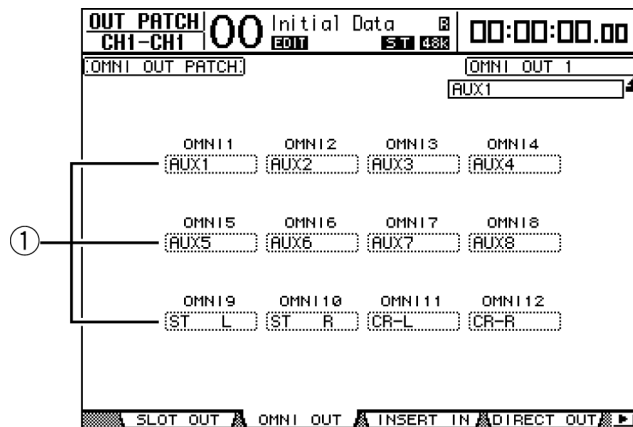 OUT PATCH
CH1-CH1
00
Initial Data
EDIT
ST 48k
00:00:00.00
OMNI OUT PATCH
OMNI OUT 1
AUX1
OMNI1 OMNI2 OMNI3 OMNI4
AUX1 AUX2 AUX3 AUX4
①
OMNI5 OMNI6 OMNI7 OMNI8
AUX5 AUX6 AUX7 AUX8
OMNI9 OMNI10 OMNI11 OMNI12
ST L ST R CR-L CR-R
SLOT OUT OMNI OUT INSERT IN DIRECT OUT